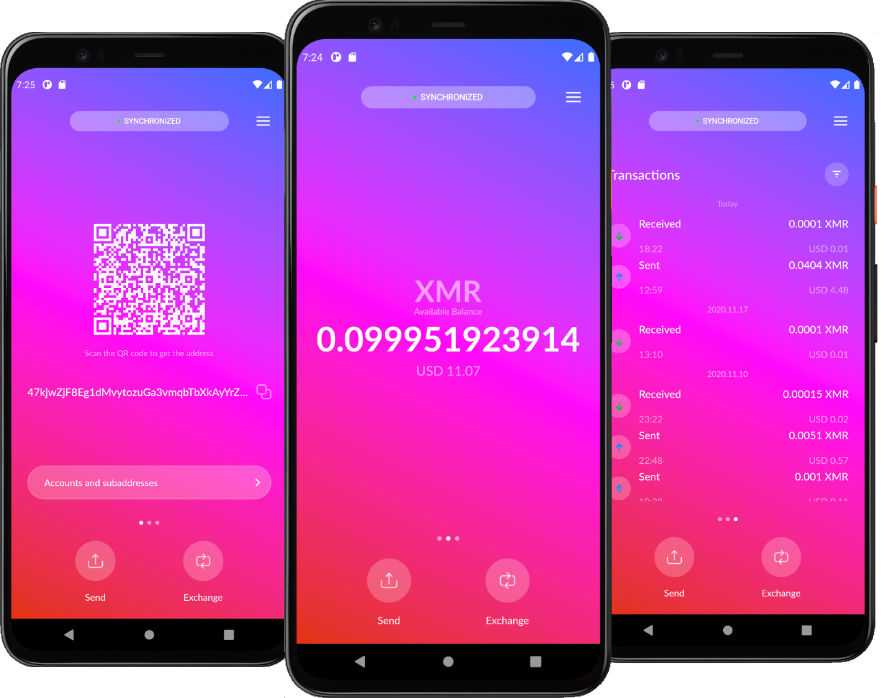 7:25
SYNCHRONIZED
Scan the QR code to get the address
47kjwZjF8Eg1dMvytozuGa3vmqbTbXkAyYrZ...
Accounts and subaddresses
Send
Exchange
7:24
SYNCHRONIZED
XMR
Available Balance
0.099951923914
USD 11.07
Send
Exchange
5
SYNCHRONIZED
Transactions
Today
Received 0.0001 XMR
18:22 USD 0.01
Sent 0.0404 XMR
12:59 USD 4.48
2020.11.17
Received 0.0001 XMR
13:10 USD 0.01
2020.11.10
Received 0.00015 XMR
23:22 USD 0.02
Sent 0.0051 XMR
22:48 USD 0.57
Sent 0.001 XMR
Send
Exchange